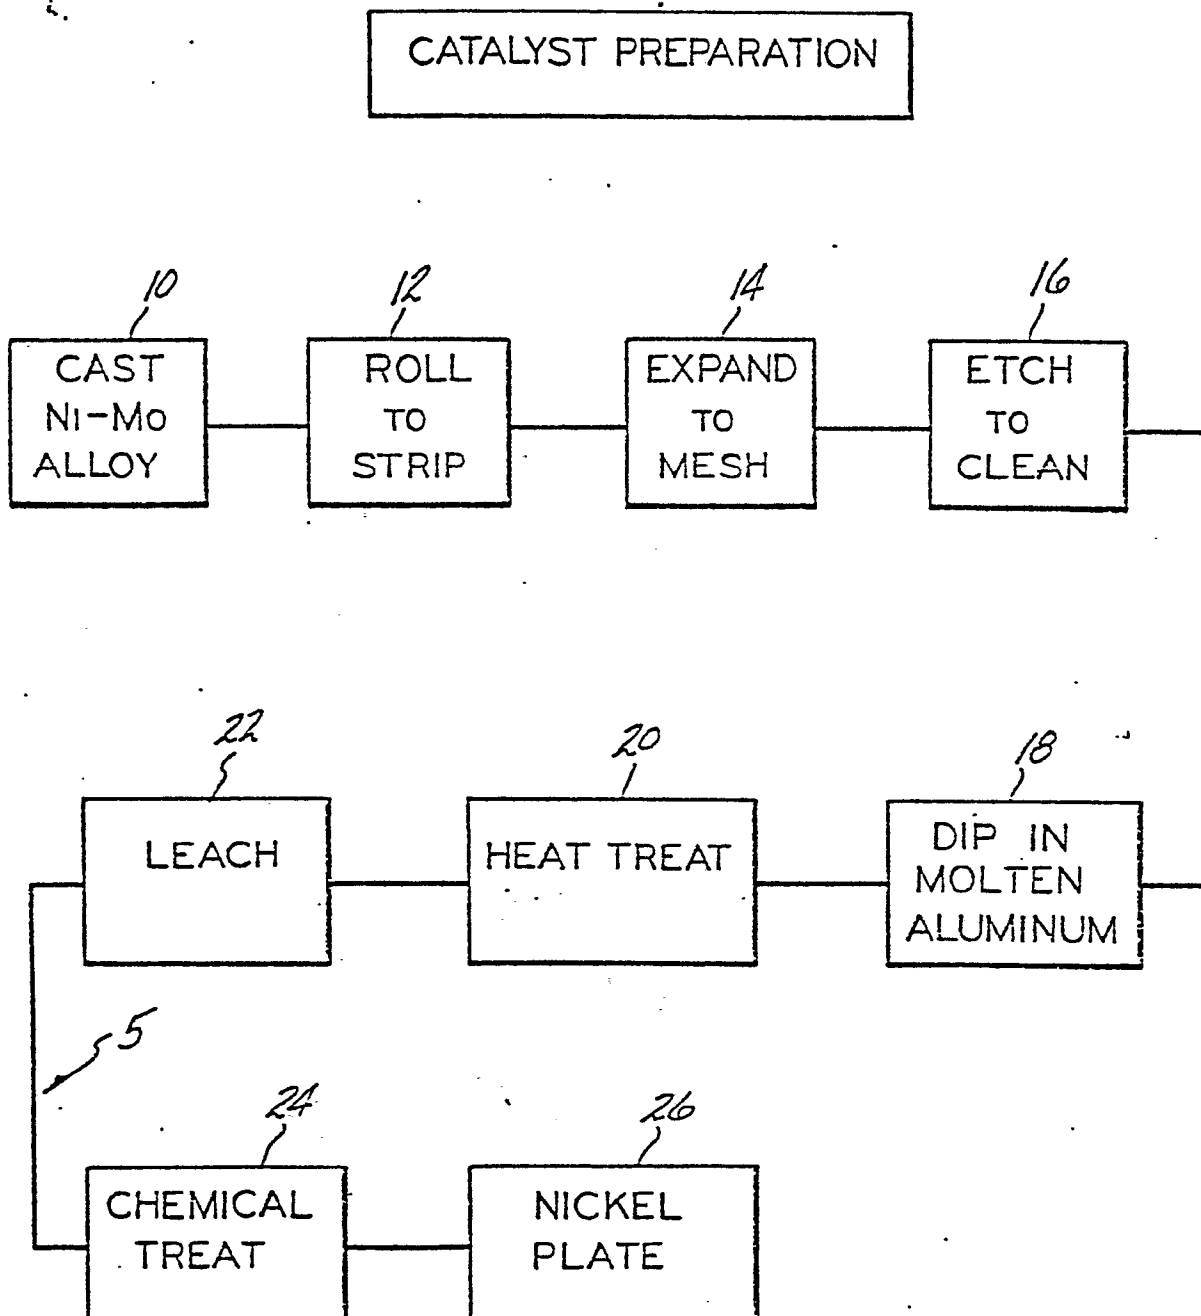 CATALYST PREPARATION
10
CAST
Ni-Mo
ALLOY
12
ROLL
TO
STRIP
14
EXPAND
TO
MESH
16
ETCH
TO
CLEAN
22
LEACH
20
HEAT TREAT
18
DIP IN
MOLTEN
ALUMINUM
5
24
CHEMICAL
TREAT
26
NICKEL
PLATE